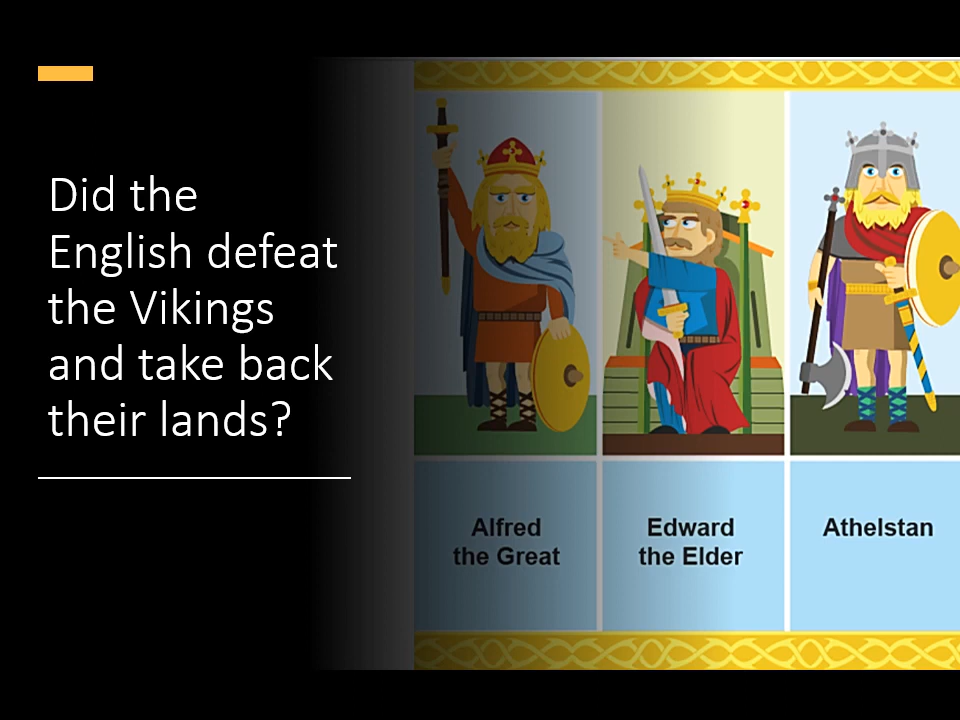 Did the
English defeat
the Vikings
and take back
their lands?
Alfred
the Great
Edward
the Elder
Athelstan